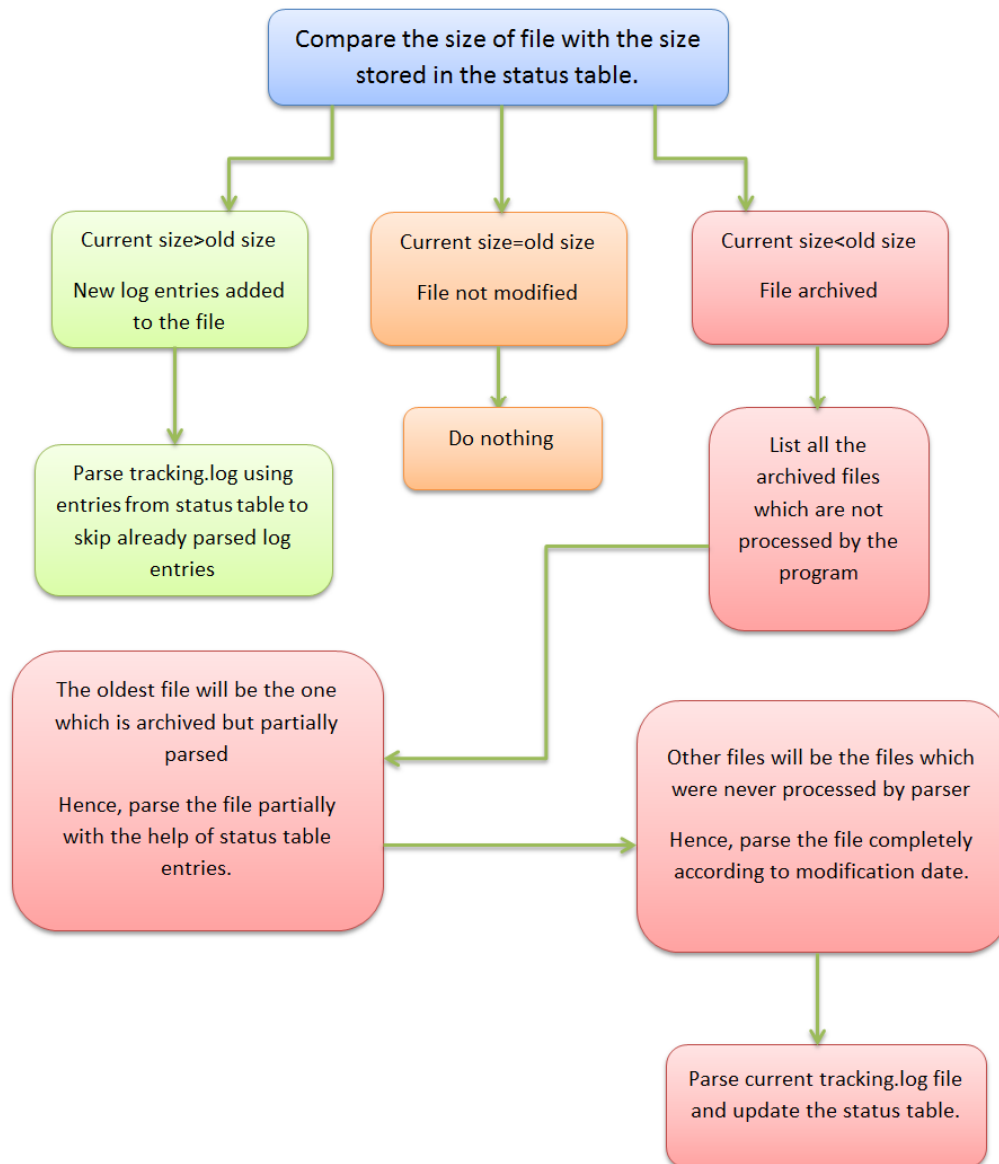 Compare the size of file with the size
stored in the status table.
Current size>old size
New log entries added
to the file
Current size=old size
File not modified
Current size<old size
File archived
Parse tracking.log using
entries from status table to
skip already parsed log
entries
Do nothing
List all the
archived files
which are not
processed by the
program
The oldest file will be the one
which is archived but partially
parsed
Hence, parse the file partially
with the help of status table
entries.
Other files will be the files which
were never processed by parser
Hence, parse the file completely
according to modification date.
Parse current tracking.log file
and update the status table.